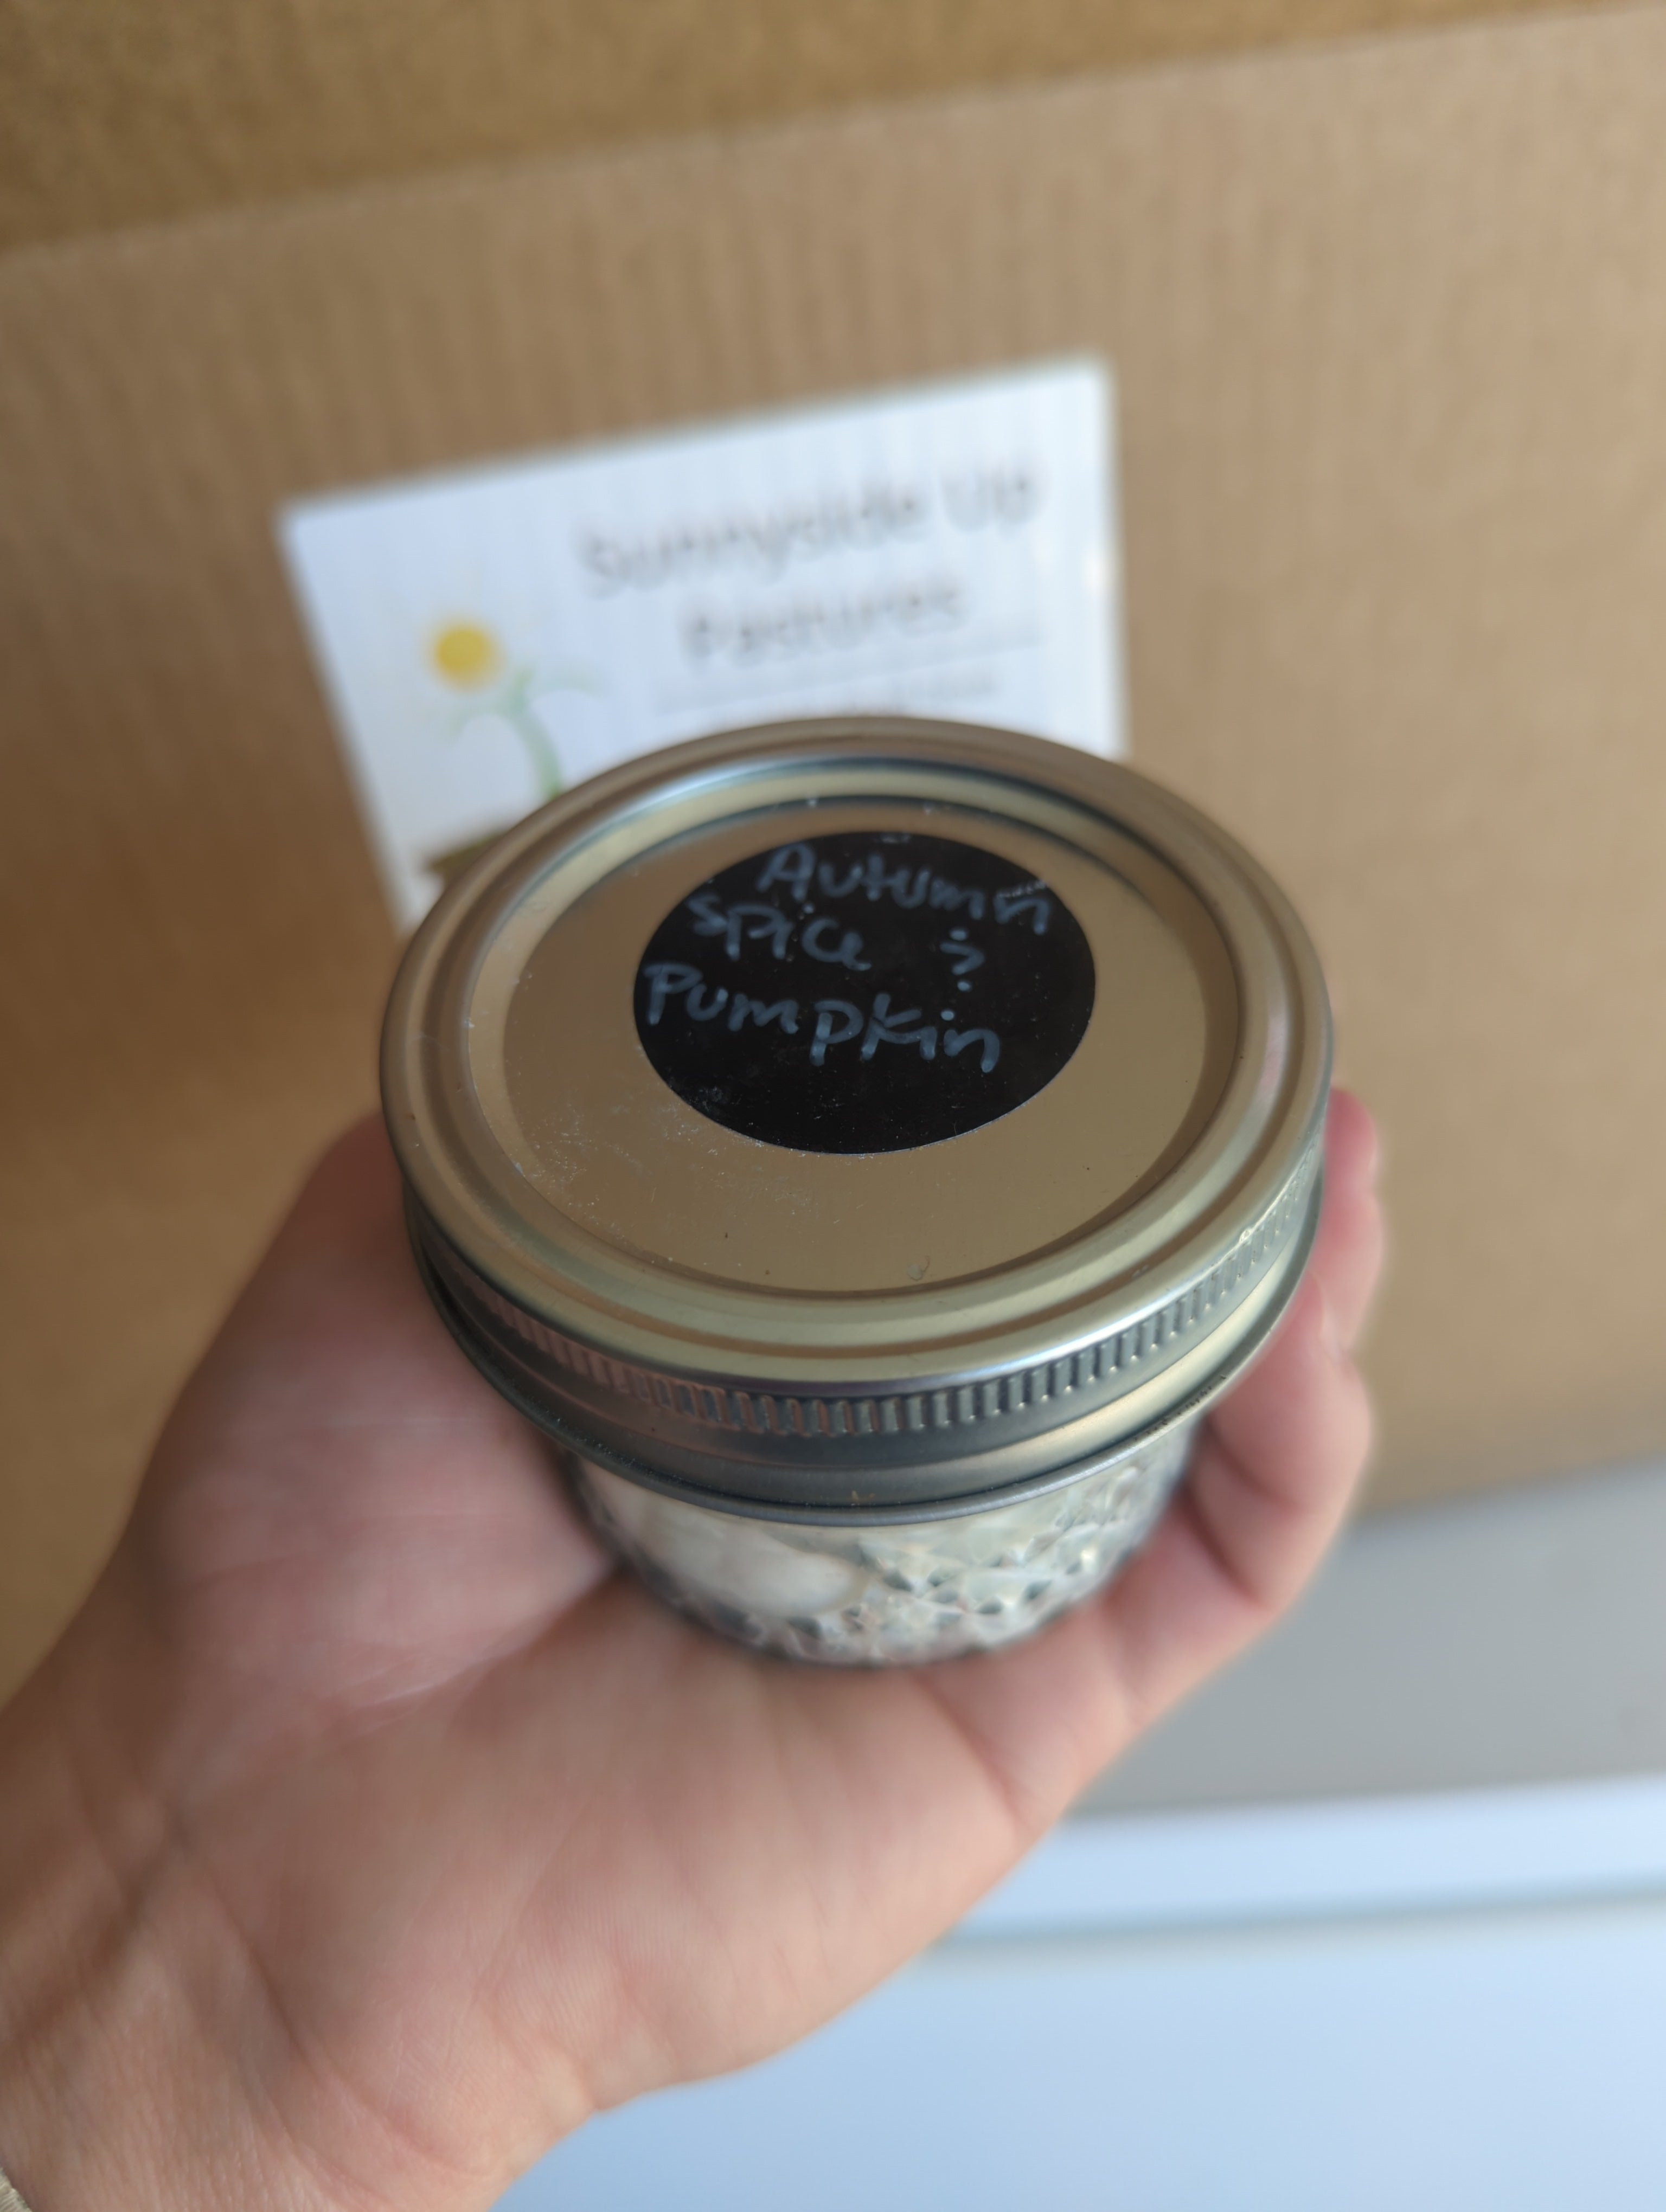 Sunnyside Up
Pastures
Autumn
spice &
Pumpkin